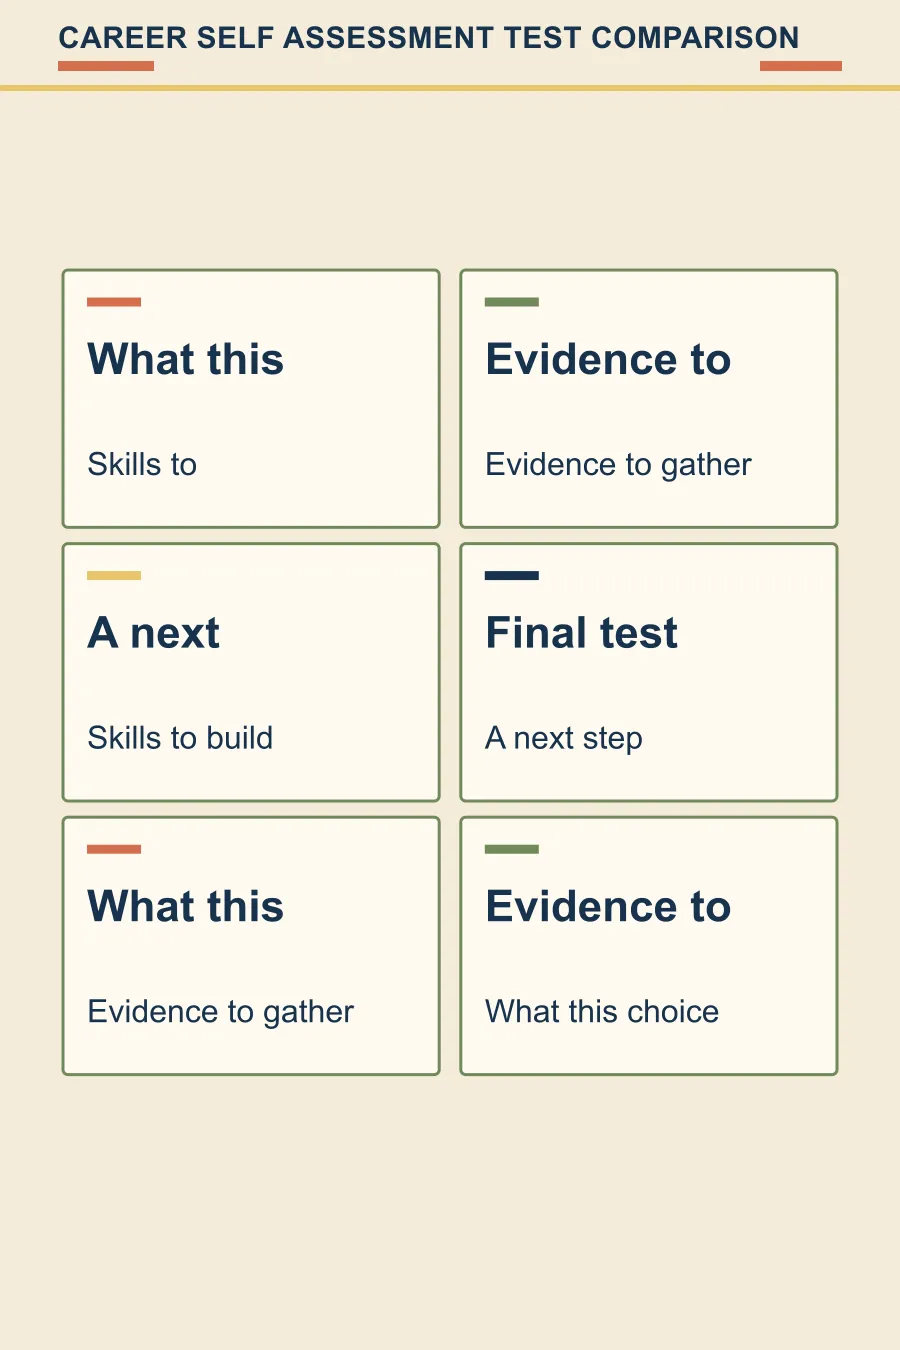 CAREER SELF ASSESSMENT TEST COMPARISON
What this
Skills to
Evidence to
Evidence to gather
A next
Skills to build
Final test
A next step
What this
Evidence to gather
Evidence to
What this choice